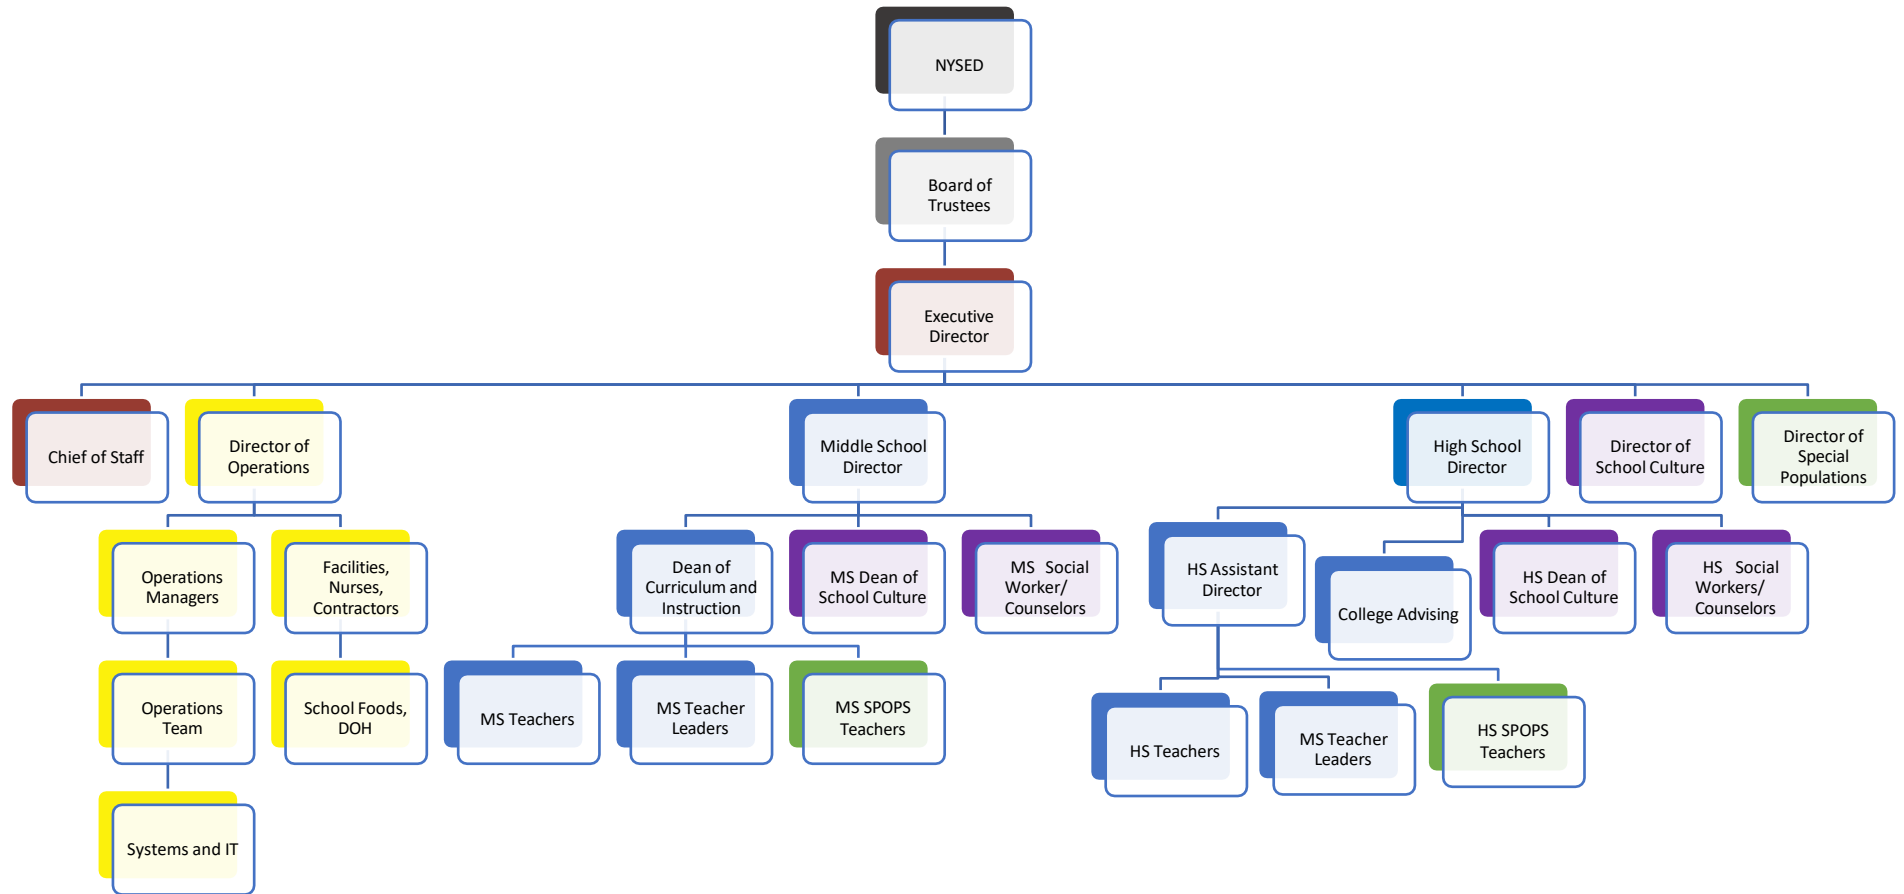 NYSED
Board of
Trustees
Executive
Director
Chief of Staff
Director of
Operations
Middle School
Director
High School
Director
Director of
School Culture
Director of
Special
Populations
Operations
Managers
Facilities,
Nurses,
Contractors
Dean of
Curriculum and
Instruction
MS Dean of
School Culture
MS Social
Worker/
Counselors
HS Assistant
Director
College Advising
HS Dean of
School Culture
HS Social
Workers/
Counselors
Operations
Team
School Foods,
DOH
MS Teachers
MS Teacher
Leaders
MS SPOPS
Teachers
HS Teachers
MS Teacher
Leaders
HS SPOPS
Teachers
Systems and IT